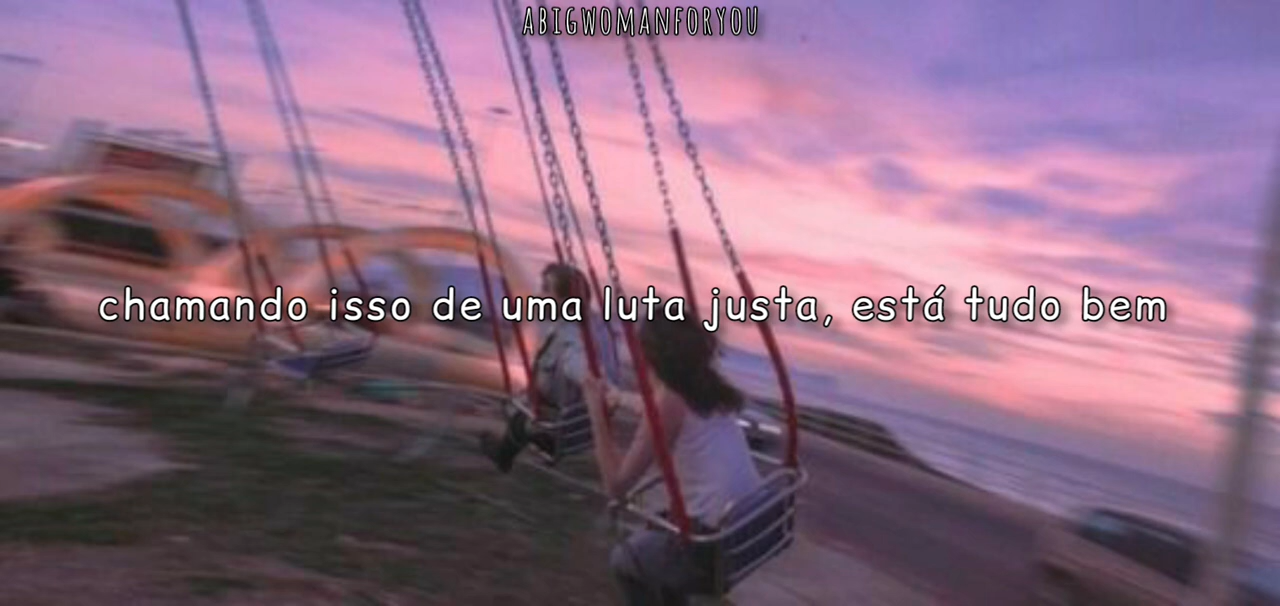 ABIGWOMANFORYOU
chamando isso de uma luta justa, está tudo bem